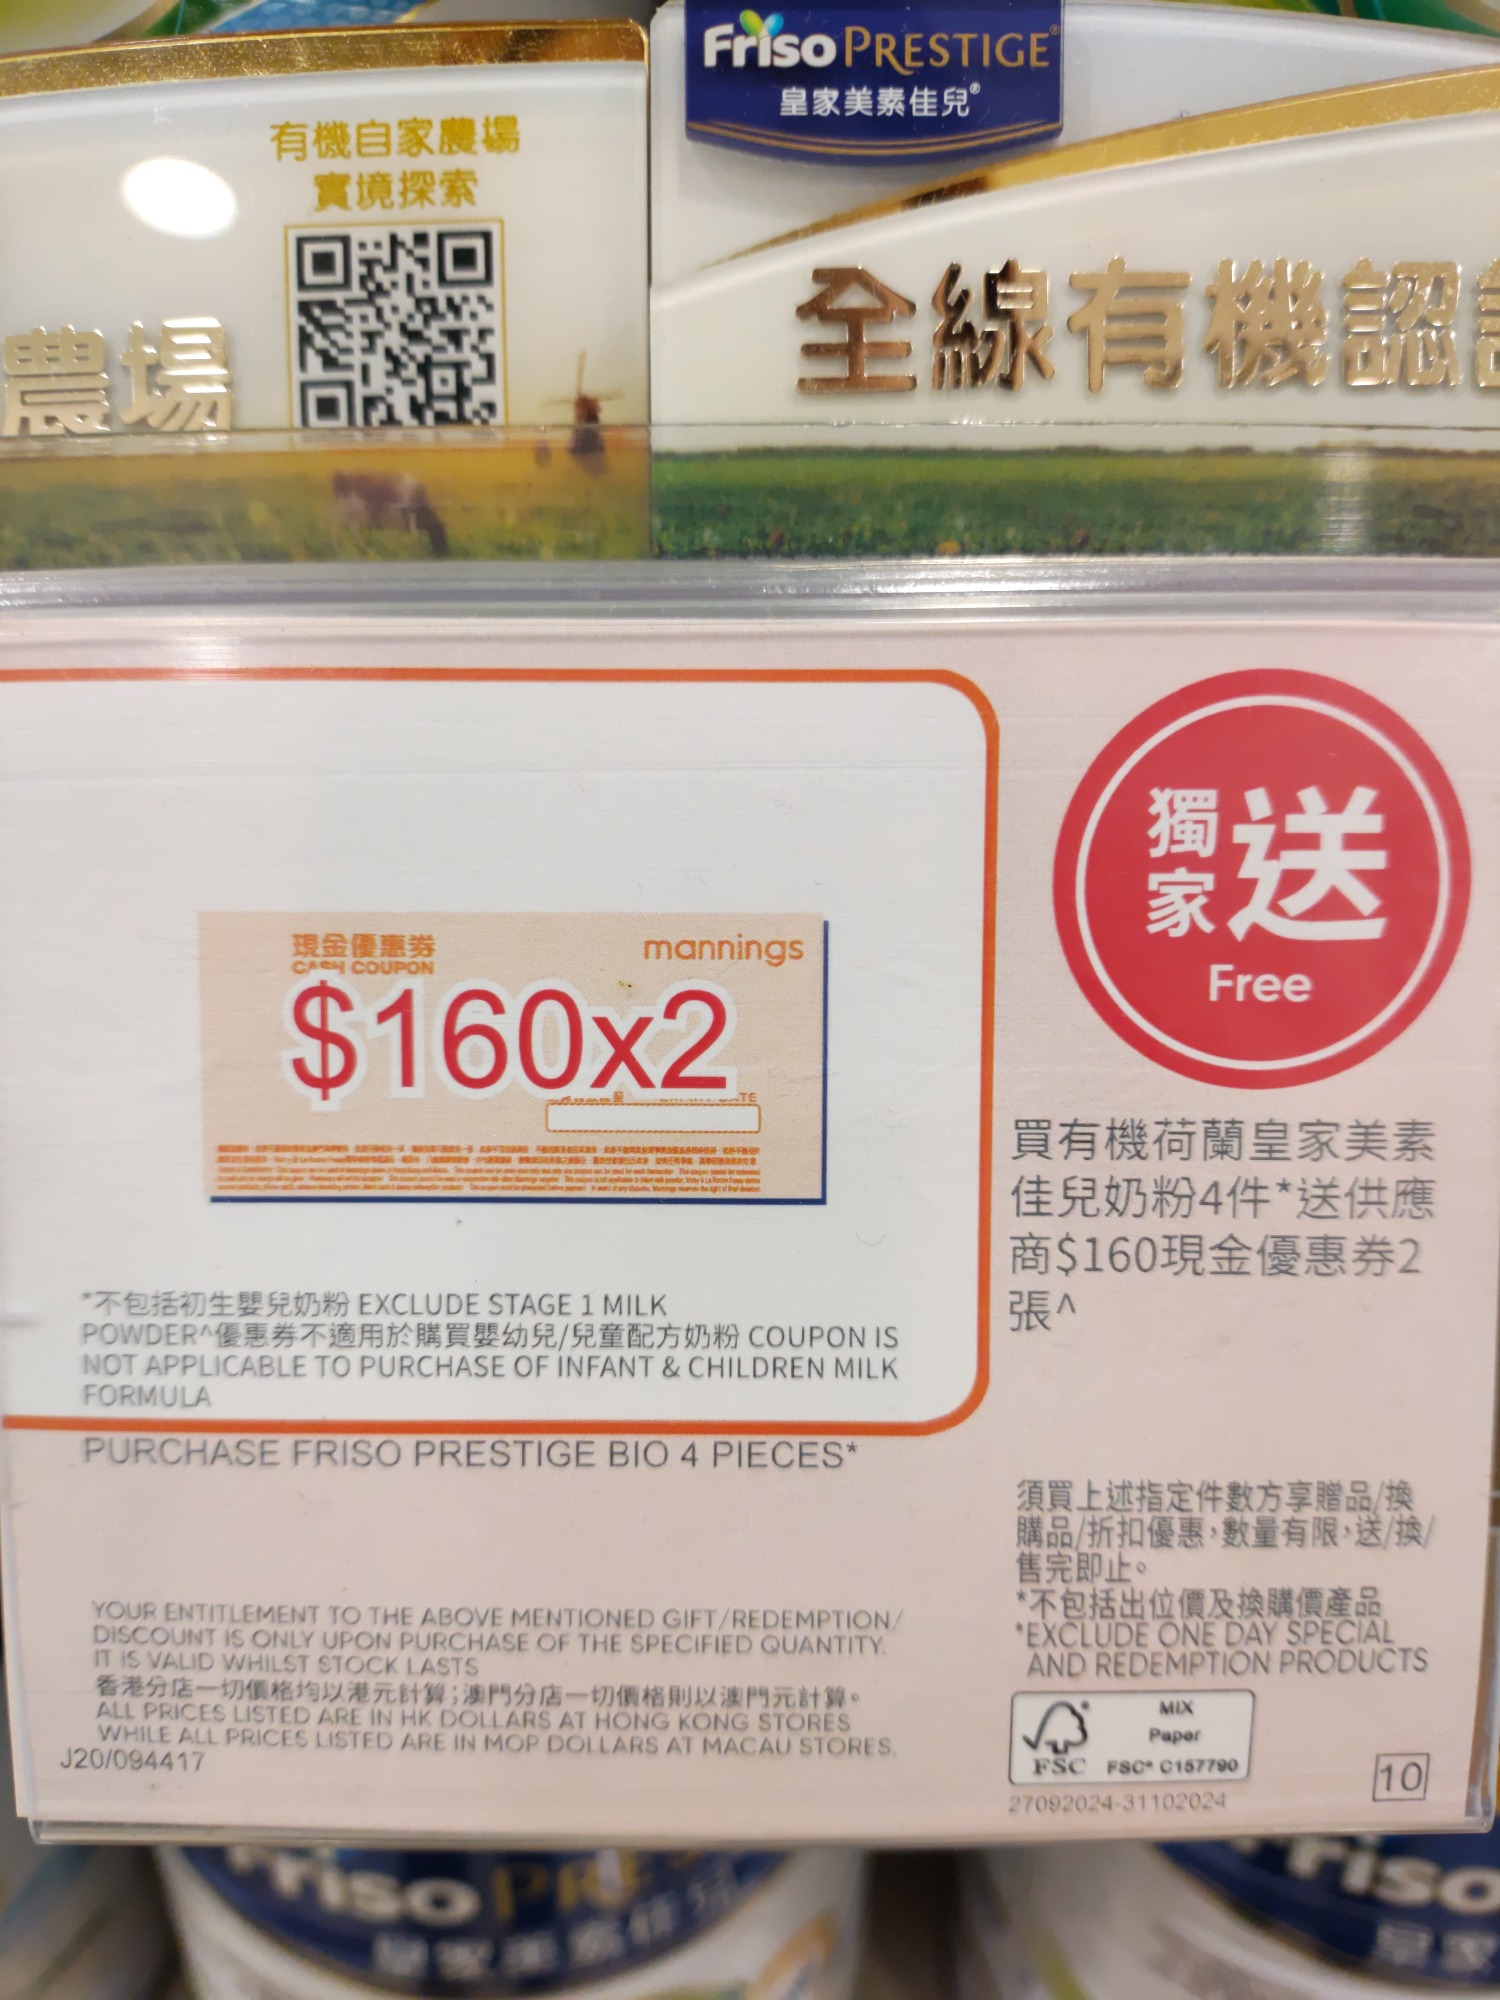 Friso PRESTIGE®
皇家美素佳兒®
有機自家農場
實境探索
農場
全線有機認
獨家送
Free
現金優惠券
CASH COUPON
mannings
$160x2
買有機荷蘭皇家美素
佳兒奶粉4件*送供應
商$160現金優惠券2
張^
*不包括初生嬰兒奶粉 EXCLUDE STAGE 1 MILK
POWDER^優惠券不適用於購買嬰幼兒/兒童配方奶粉 COUPON IS
NOT APPLICABLE TO PURCHASE OF INFANT & CHILDREN MILK
FORMULA
PURCHASE FRISO PRESTIGE BIO 4 PIECES*
須買上述指定件數方享贈品/換
購品/折扣優惠，數量有限，送/換/
售完即止。
*不包括出位價及換購價產品
*EXCLUDE ONE DAY SPECIAL
AND REDEMPTION PRODUCTS
YOUR ENTITLEMENT TO THE ABOVE MENTIONED GIFT/REDEMPTION/
DISCOUNT IS ONLY UPON PURCHASE OF THE SPECIFIED QUANTITY.
IT IS VALID WHILST STOCK LASTS
香港分店一切價格均以港元計算；澳門分店一切價格則以澳門元計算。
ALL PRICES LISTED ARE IN HK DOLLARS AT HONG KONG STORES
WHILE ALL PRICES LISTED ARE IN MOP DOLLARS AT MACAU STORES.
J20/094417
MIX
Paper
FSC FSC® C157790
27092024-31102024
10
Friso
皇家美素佳兒
Friso
皇家